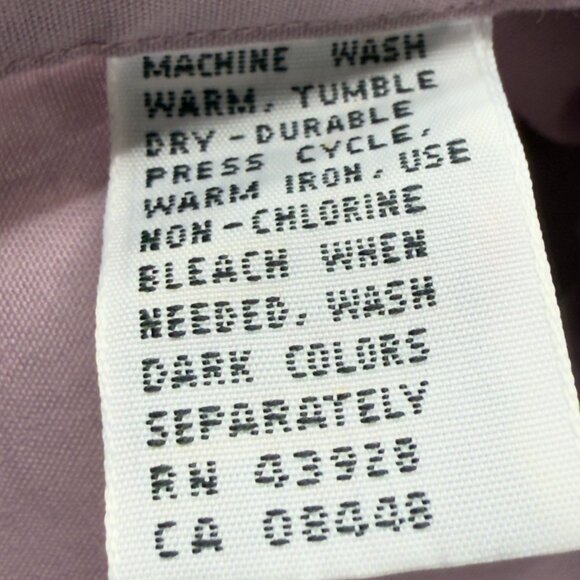 MACHINE WASH
WARM, TUMBLE
DRY-DURABLE
PRESS CYCLE,
WARM IRON, USE
NON-CHLORINE
BLEACH WHEN
NEEDED, WASH
DARK COLORS
SEPARATELY
RN 43928
CA 08448